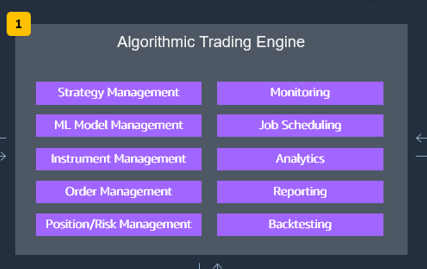 1
Algorithmic Trading Engine
Strategy Management
Monitoring
ML Model Management
Job Scheduling
Instrument Management
Analytics
Order Management
Reporting
Position/Risk Management
Backtesting